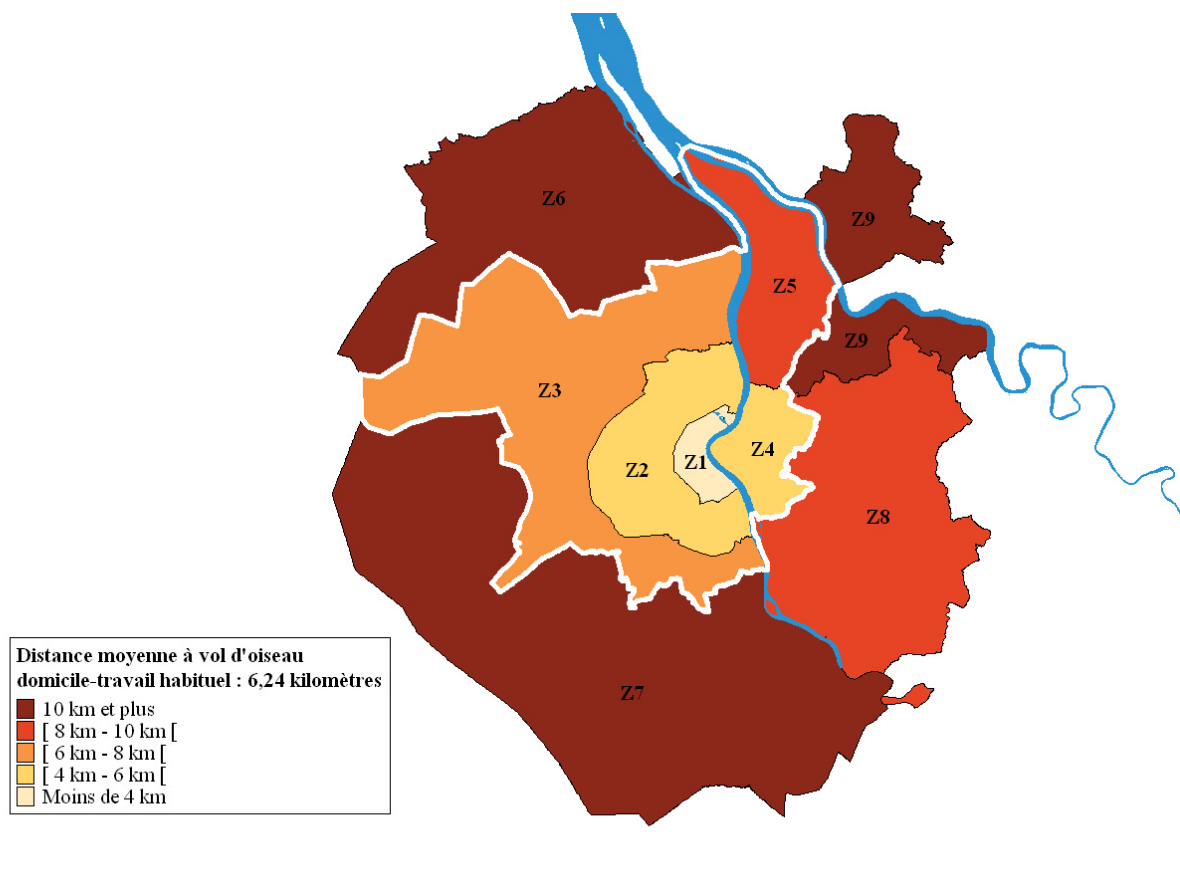 Z6
Z9
Z5
Z9
Z3
Z4
Z1
Z2
Z8
Distance moyenne à vol d'oiseau
domicile-travail habituel : 6,24 kilomètres
Z7
10 km et plus
[ 8 km - 10 km [
[ 6 km - 8 km [
[ 4 km - 6 km [
Moins de 4 km